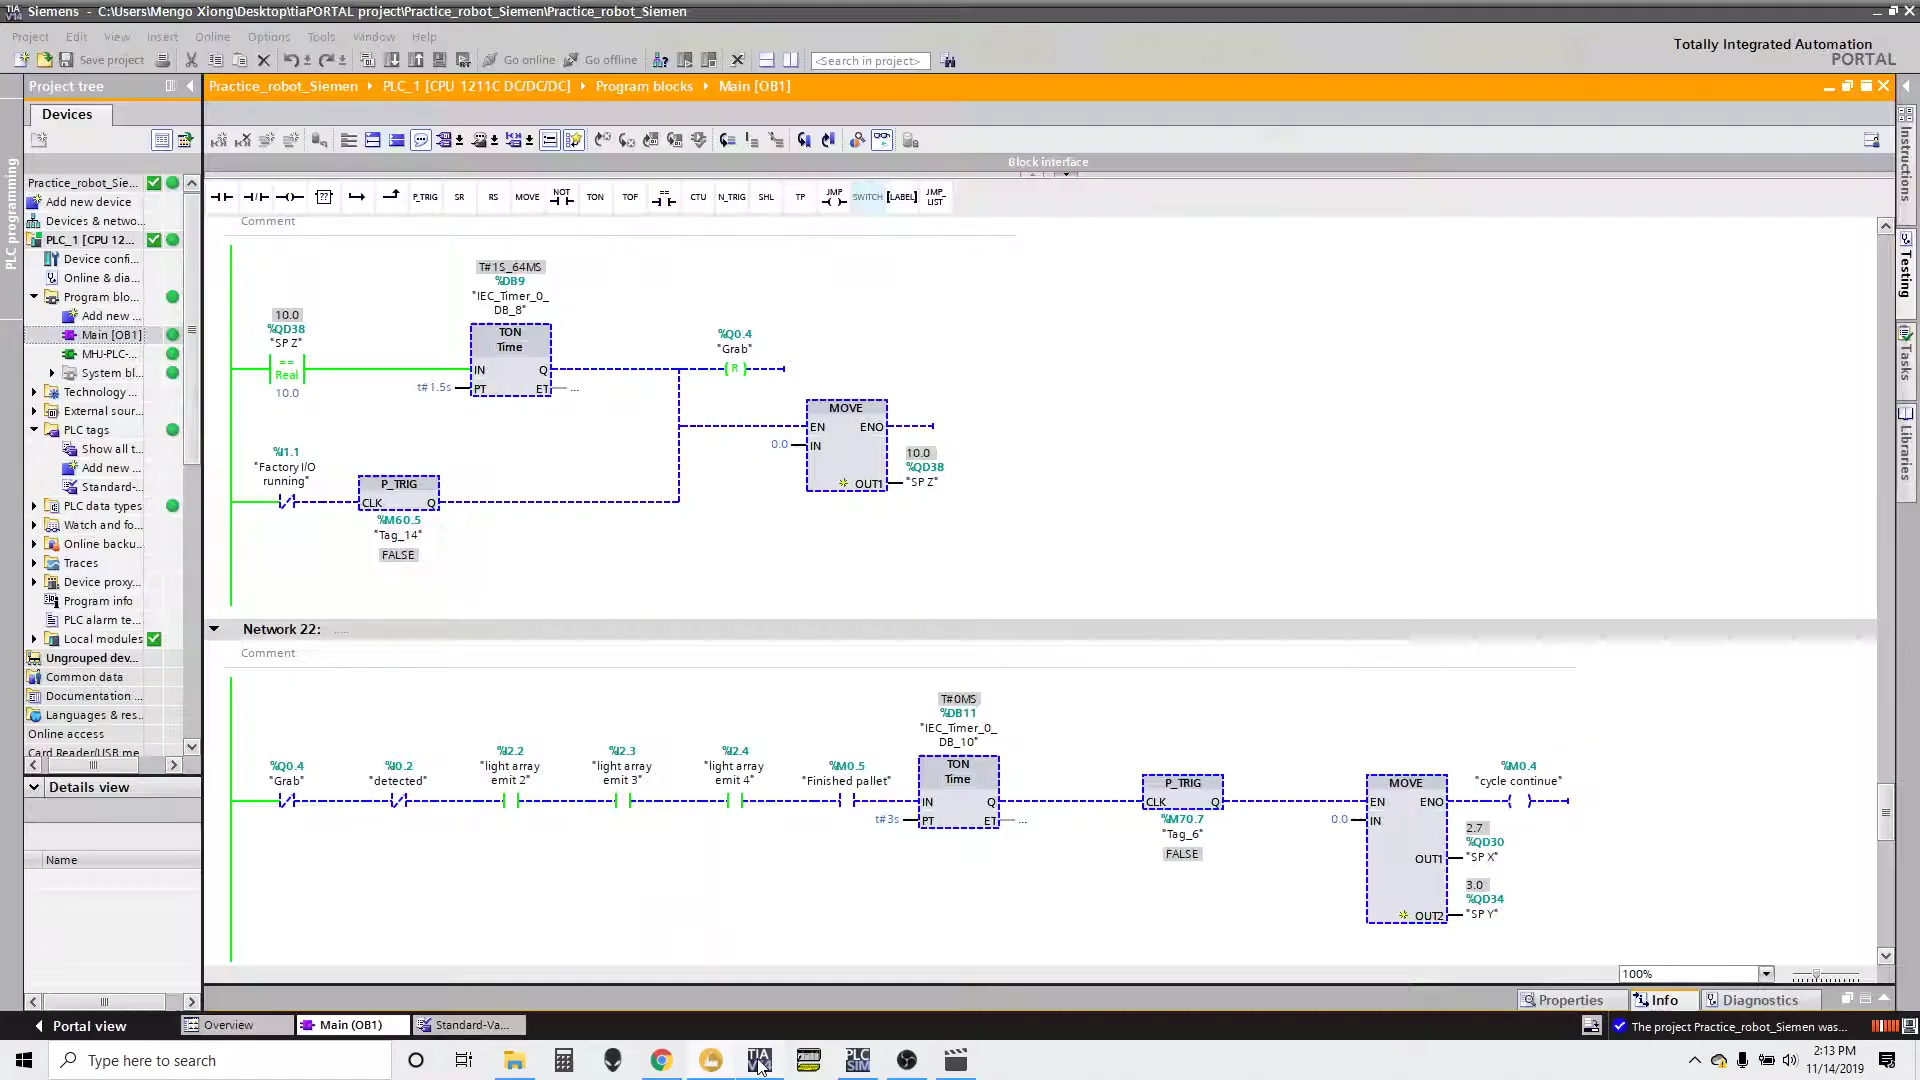 TIA V14 Siemens - C:\Users\Mengo Xiong\Desktop\tiaPORTAL project\Practice_robot_Siemen\Practice_robot_Siemen
Project Edit View Insert Online Options Tools Window Help
Totally Integrated Automation
PORTAL
Save project
Go online
Go offline
<Search in project>
Project tree
Practice_robot_Siemen
PLC_1 [CPU 1211C DC/DC/DC]
Program blocks
Main [OB1]
Devices
PLC programming
Block interface
P_TRIG SR RS MOVE NOT TON TOF == CTU N_TRIG SHL TP JMP SWITCH [LABEL] JMP LIST
Practice_robot_Sie...
Add new device
Devices & netwo...
PLC_1 [CPU 12...
Device confi...
Online & dia...
Program blo...
Add new ...
Main [OB1]
MHJ-PLC-...
System bl...
Technology ...
External sour...
PLC tags
Show all t...
Add new ...
Standard-...
PLC data types
Watch and fo...
Online backu...
Traces
Device proxy...
Program info
PLC alarm te...
Local modules
Ungrouped dev...
Common data
Documentation ...
Languages & res...
Online access
Card Reader/USB me
Details view
Name
Comment
T#1S_64MS
%DB9
"IEC_Timer_0_
DB_8"
10.0
%QD38
"SP Z"
==
Real
10.0
TON
Time
IN Q
t#1.5s PT ET ...
%Q0.4
"Grab"
R
MOVE
EN ENO
0.0 IN
10.0
%QD38
OUT1 "SP Z"
%I1.1
"Factory I/O
running"
P_TRIG
CLK Q
%M60.5
"Tag_14"
FALSE
Network 22: .....
Comment
T#0MS
%DB11
"IEC_Timer_0_
DB_10"
%Q0.4
"Grab"
%I0.2
"detected"
%I2.2
"light array
emit 2"
%I2.3
"light array
emit 3"
%I2.4
"light array
emit 4"
%M0.5
"Finished pallet"
TON
Time
IN Q
t#3s PT ET ...
P_TRIG
CLK Q
%M70.7
"Tag_6"
FALSE
MOVE
EN ENO
0.0 IN
%M0.4
"cycle continue"
2.7
%QD30
OUT1 "SP X"
3.0
%QD34
OUT2 "SP Y"
Instructions
Testing
Tasks
Libraries
100%
Properties
Info
Diagnostics
Portal view
Overview
Main (OB1)
Standard-Va...
The project Practice_robot_Siemen was...
Type here to search
TIA V14
PLC SIM
2:13 PM
11/14/2019